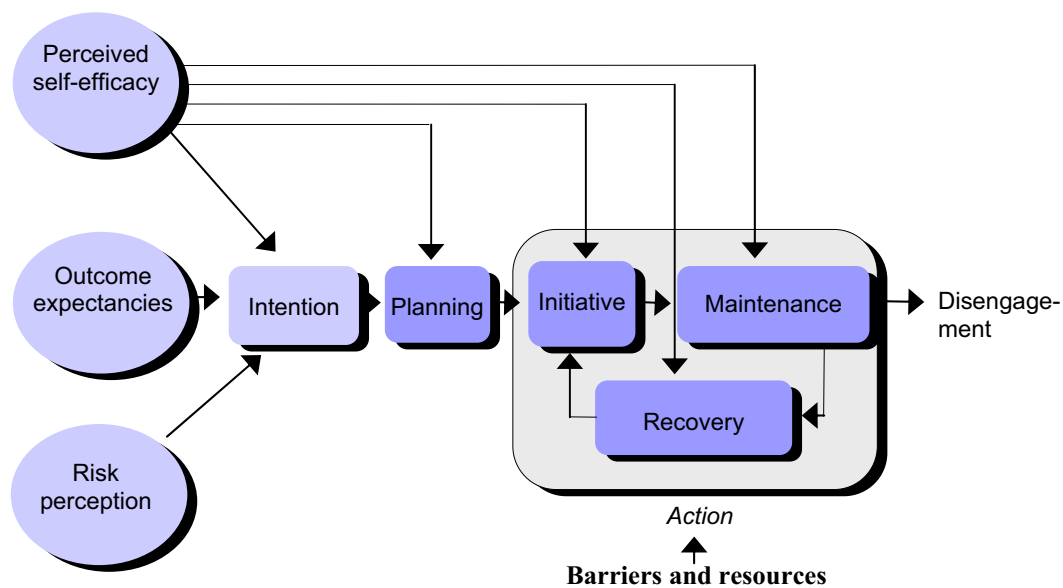 Perceived
self-efficacy
Outcome
expectancies
Intention
Planning
Initiative
Maintenance
Disengage-
ment
Recovery
Risk
perception
Action
Barriers and resources